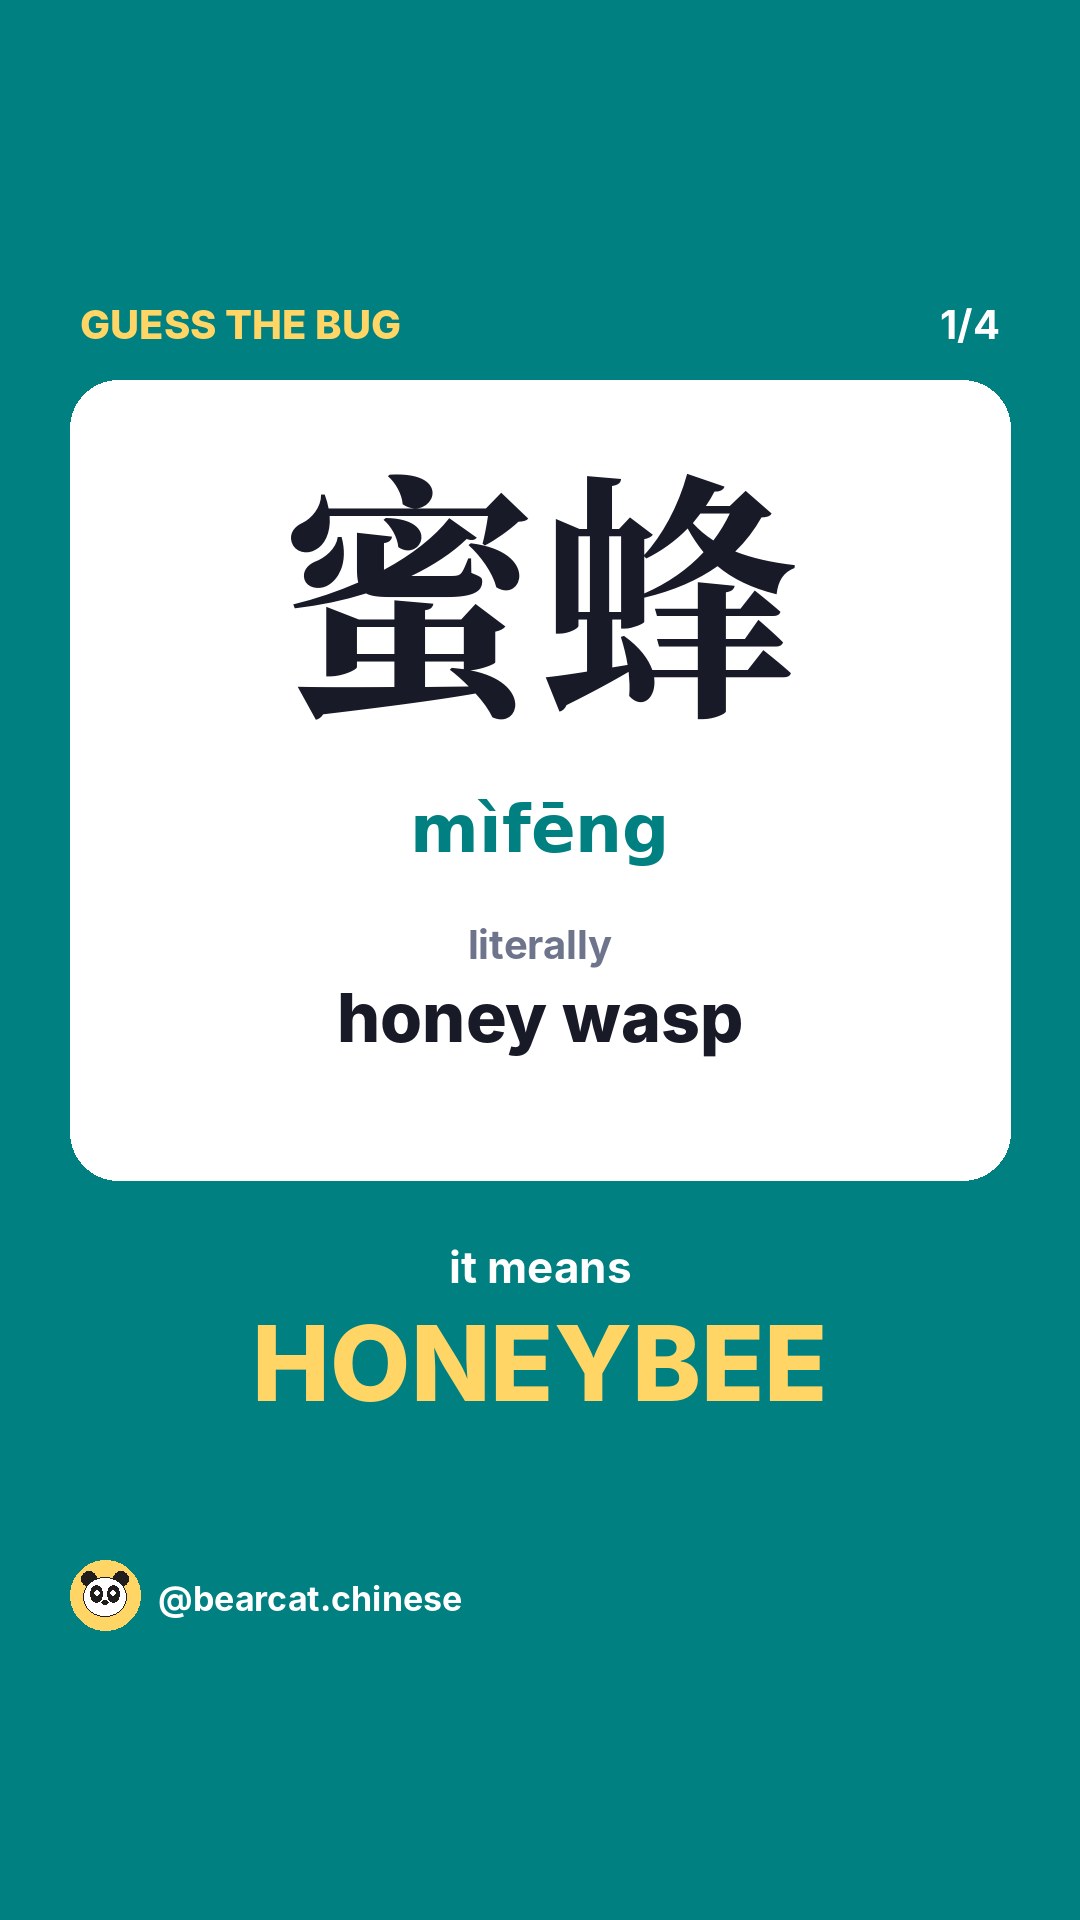 GUESS THE BUG 1/4
蜜蜂
mìfēng
literally
honey wasp
it means
HONEYBEE
@bearcat.chinese